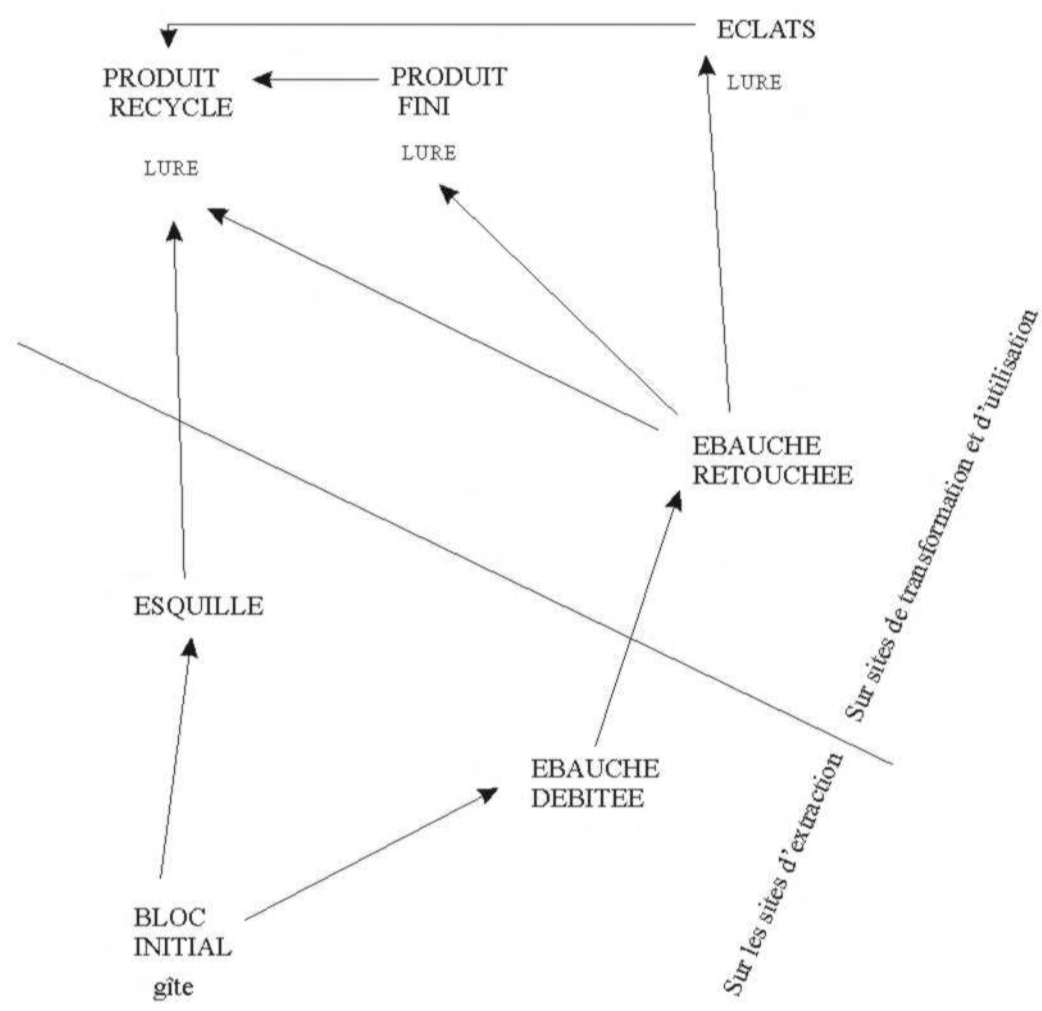 ECLATS
LURE
PRODUIT
RECYCLE
LURE
PRODUIT
FINI
LURE
EBAUCHE
RETOUCHEE
Sur sites de transformation et d'utilisation
ESQUILLE
EBAUCHE
DEBITEE
Sur les sites d'extraction
BLOC
INITIAL
gîte